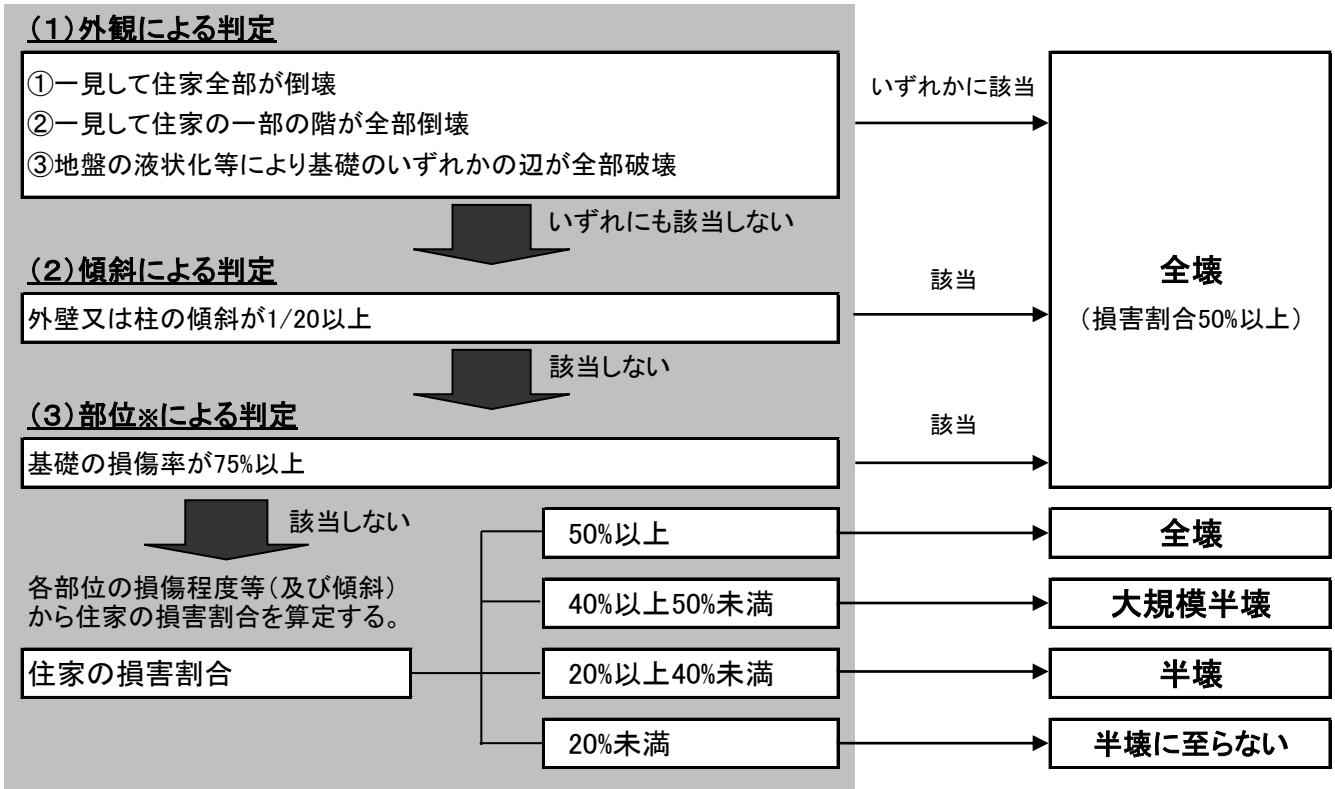 (1)外観による判定
①一見して住家全部が倒壊
②一見して住家の一部の階が全部倒壊
③地盤の液状化等により基礎のいずれかの辺が全部破壊
いずれかに該当
いずれにも該当しない
(2)傾斜による判定
外壁又は柱の傾斜が1/20以上
該当
全壊
(損害割合50%以上)
該当しない
(3)部位※による判定
基礎の損傷率が75%以上
該当
該当しない
各部位の損傷程度等(及び傾斜)
から住家の損害割合を算定する。
住家の損害割合
50%以上
全壊
40%以上50%未満
大規模半壊
20%以上40%未満
半壊
20%未満
半壊に至らない